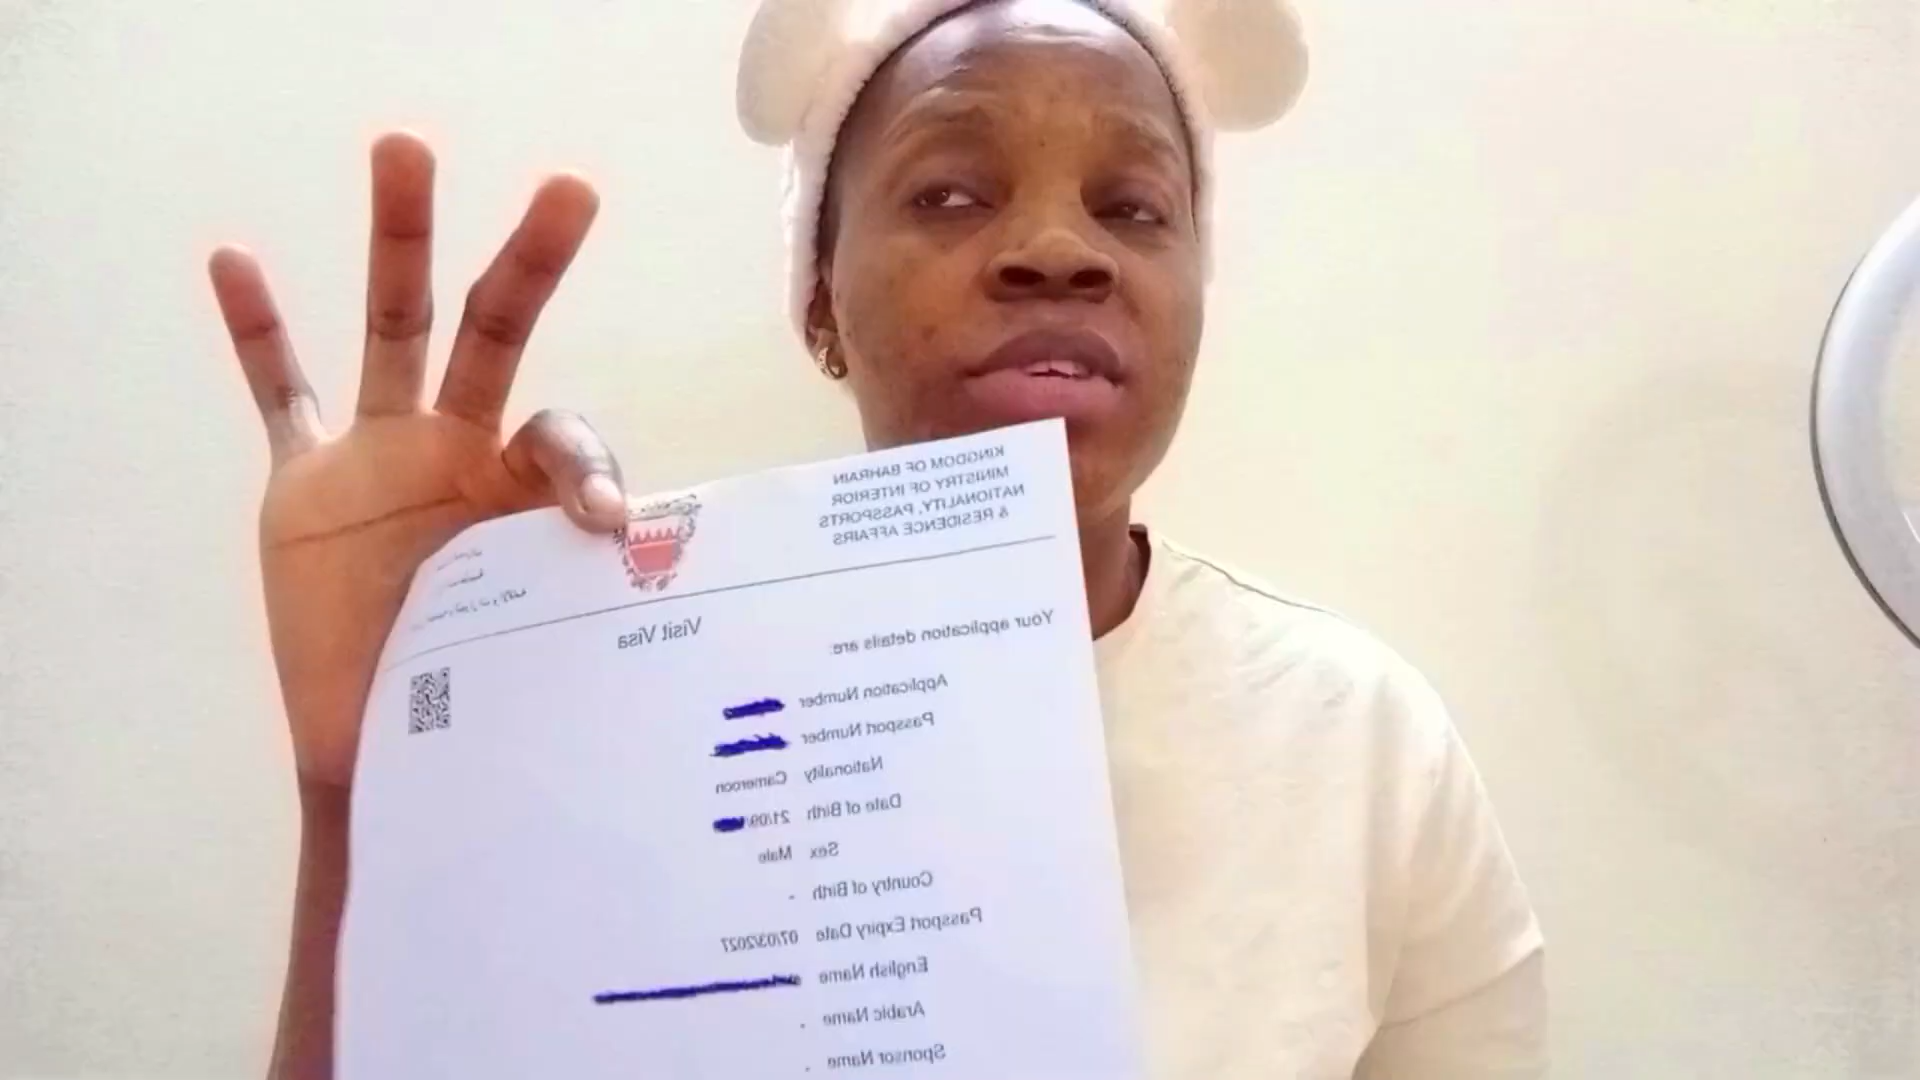 KINGDOM OF BAHRAIN
MINISTRY OF INTERIOR
NATIONALITY, PASSPORTS
& RESIDENCE AFFAIRS
Visit Visa
Your application details are:
Application Number
Passport Number
Nationality Cameroon
Date of Birth 21/09/
Sex Male
Country of Birth -
Passport Expiry Date 07/03/2027
English Name
Arabic Name -
Sponsor Name -